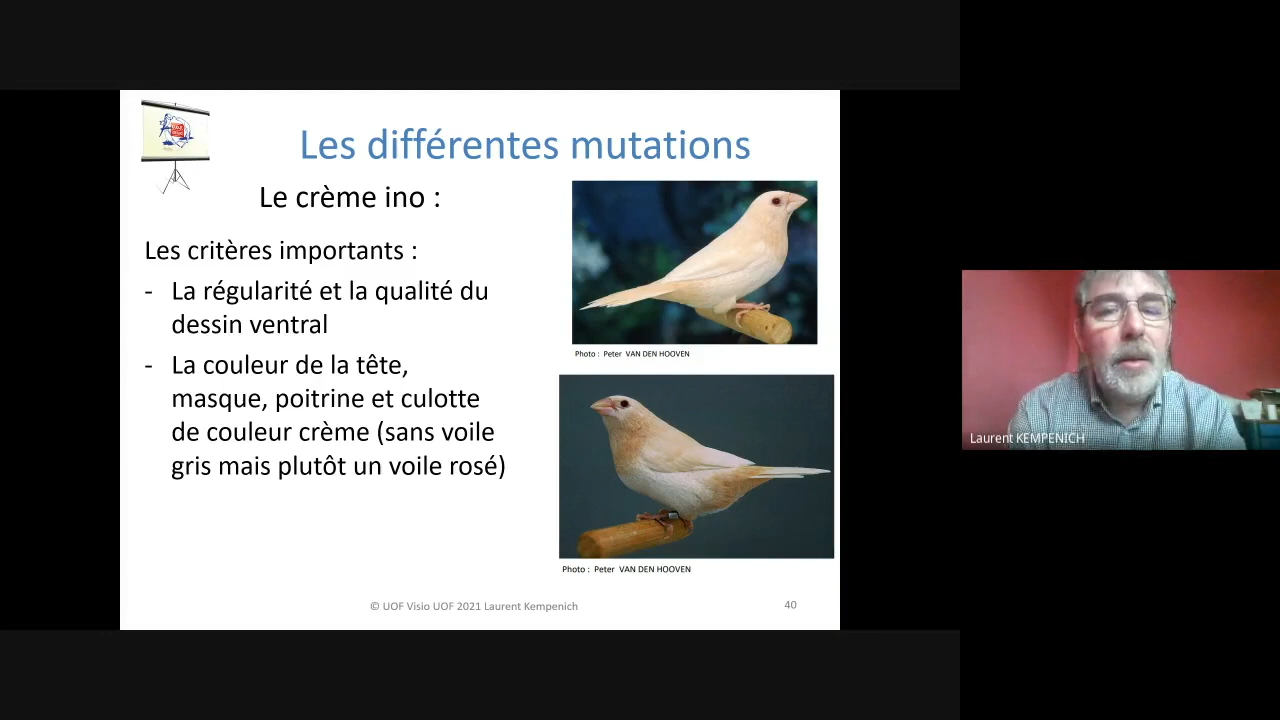 Les différentes mutations
Le crème ino :
Les critères importants :
- La régularité et la qualité du
dessin ventral
- La couleur de la tête,
masque, poitrine et culotte
de couleur crème (sans voile
gris mais plutôt un voile rosé)
Photo : Peter VAN DEN HOOVEN
Photo : Peter VAN DEN HOOVEN
© UOF Visio UOF 2021 Laurent Kempenich
40
Laurent KEMPENICH